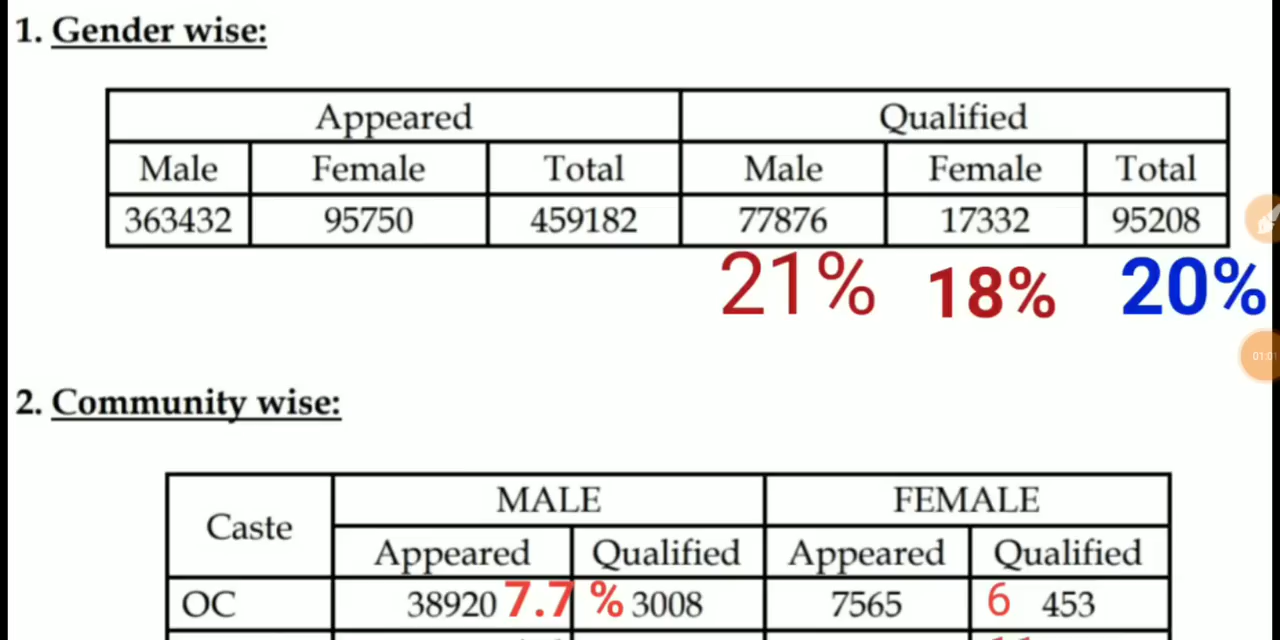 1. Gender wise:
Appeared Qualified
Male Female Total Male Female Total
363432 95750 459182 77876 17332 95208
21% 18% 20%
01:01
2. Community wise:
Caste MALE FEMALE
Appeared Qualified Appeared Qualified
OC 38920 7.7 % 3008 7565 6 453